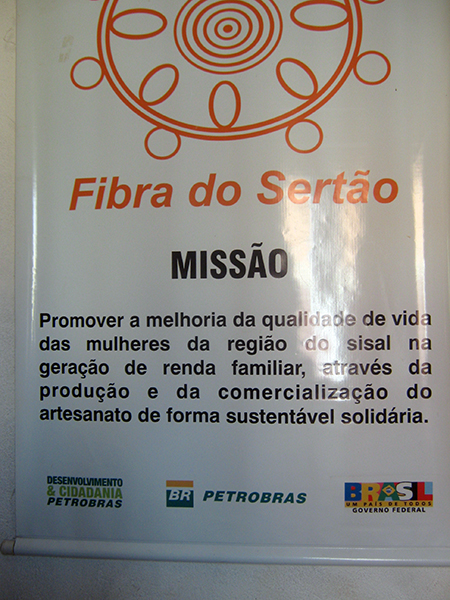 Fibra do Sertão
MISSÃO
Promover a melhoria da qualidade de vida
das mulheres da região do sisal na
geração de renda familiar, através da
produção e da comercialização do
artesanato de forma sustentável solidária.
DESENVOLVIMENTO
& CIDADANIA
PETROBRAS
BR PETROBRAS
BRASIL
UM PAÍS DE TODOS
GOVERNO FEDERAL